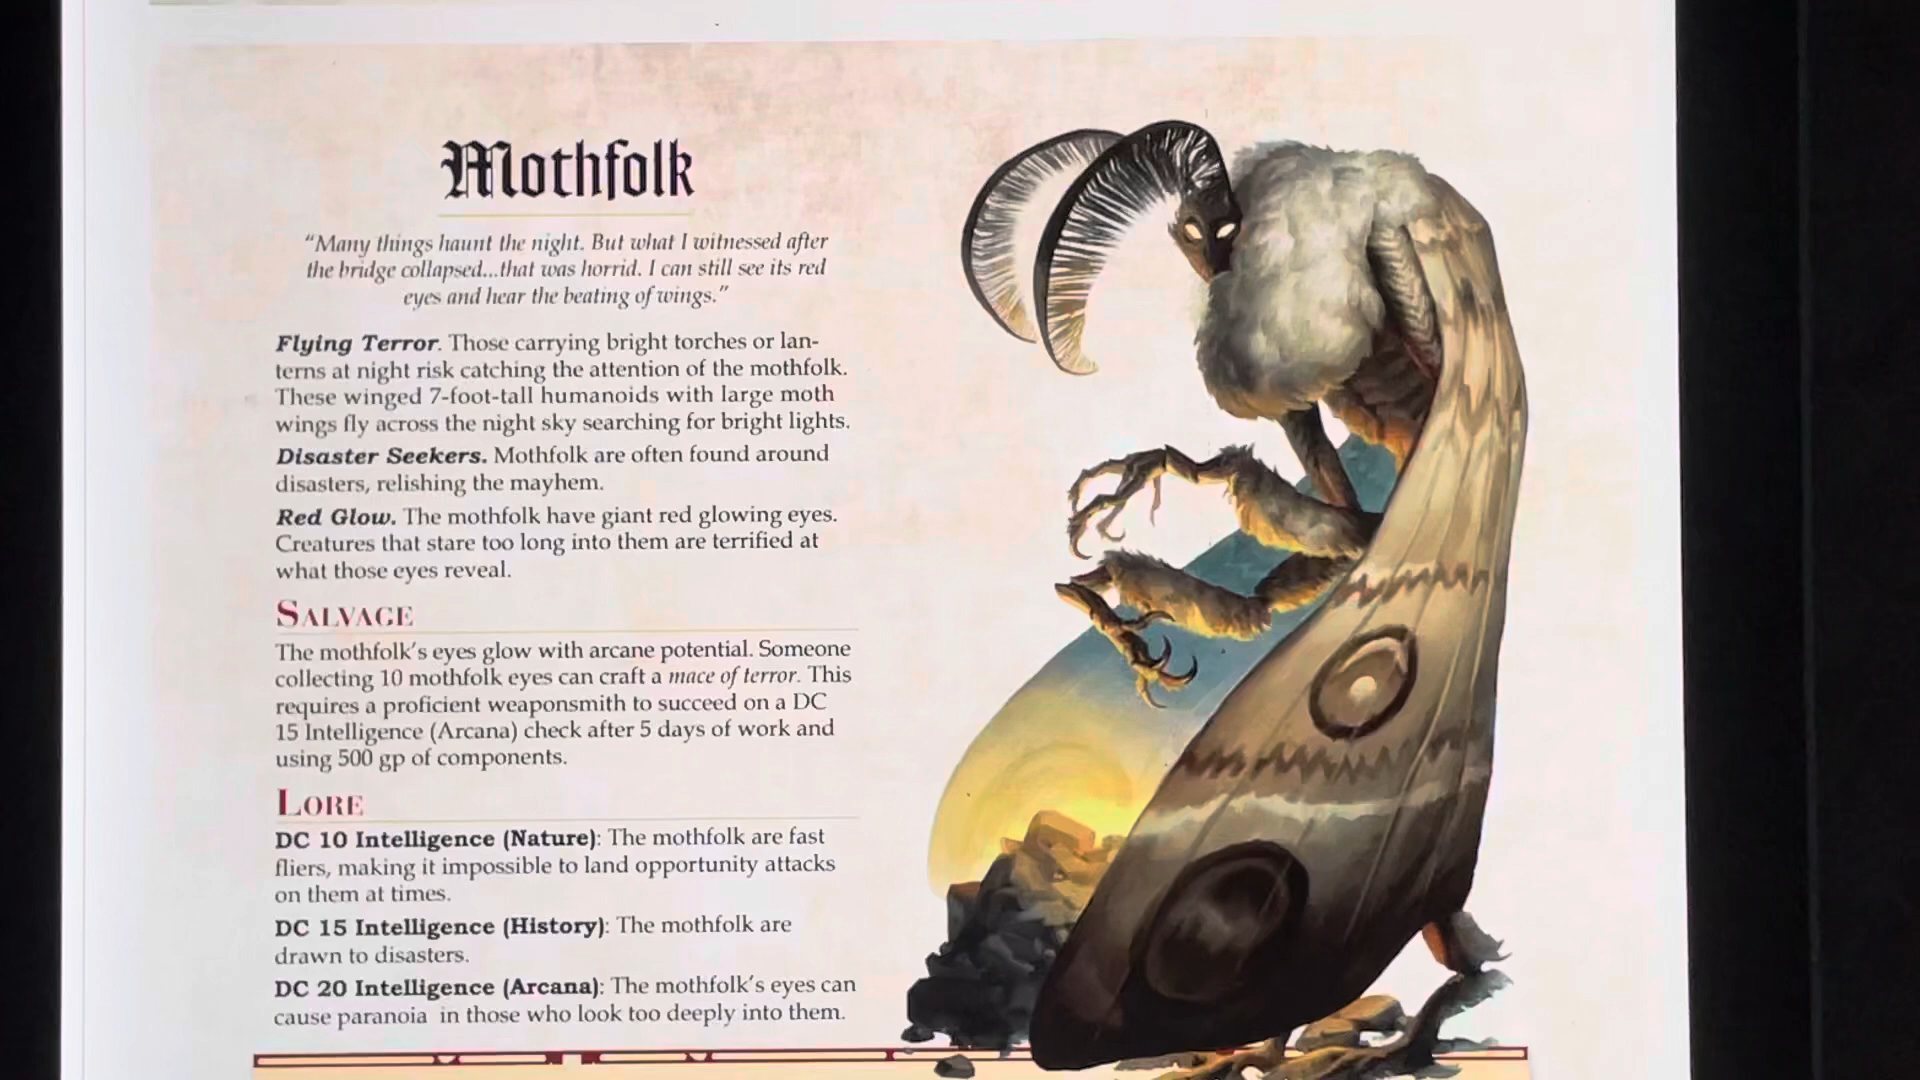 Mothfolk
"Many things haunt the night. But what I witnessed after
the bridge collapsed...that was horrid. I can still see its red
eyes and hear the beating of wings."
Flying Terror. Those carrying bright torches or lan-
terns at night risk catching the attention of the mothfolk.
These winged 7-foot-tall humanoids with large moth
wings fly across the night sky searching for bright lights.
Disaster Seekers. Mothfolk are often found around
disasters, relishing the mayhem.
Red Glow. The mothfolk have giant red glowing eyes.
Creatures that stare too long into them are terrified at
what those eyes reveal.
SALVAGE
The mothfolk's eyes glow with arcane potential. Someone
collecting 10 mothfolk eyes can craft a mace of terror. This
requires a proficient weaponsmith to succeed on a DC
15 Intelligence (Arcana) check after 5 days of work and
using 500 gp of components.
LORE
DC 10 Intelligence (Nature): The mothfolk are fast
fliers, making it impossible to land opportunity attacks
on them at times.
DC 15 Intelligence (History): The mothfolk are
drawn to disasters.
DC 20 Intelligence (Arcana): The mothfolk's eyes can
cause paranoia in those who look too deeply into them.